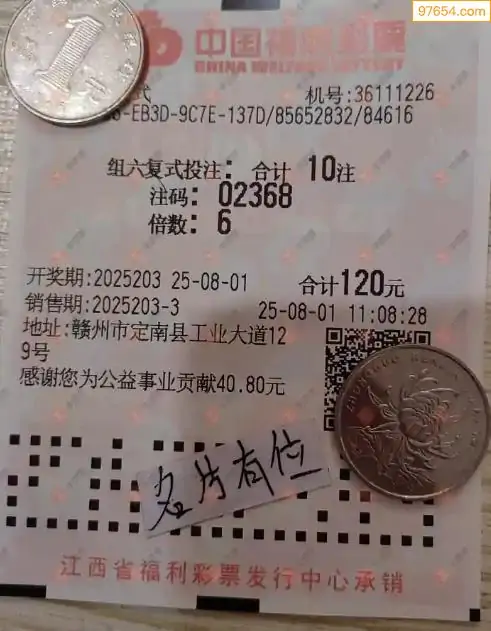 97654.com
中国福利彩票
CHINA WELFARE LOTTERY
式 机号:36111226
-EB3D-9C7E-137D/85652832/84616
组六复式投注: 合计 10注
注码: 02368
倍数: 6
开奖期:2025203 25-08-01 合计120元
销售期:2025203-3 25-08-01 11:08:28
地址:赣州市定南县工业大道12
9号
感谢您为公益事业贡献40.80元
名片有位
江西省福利彩票发行中心承销